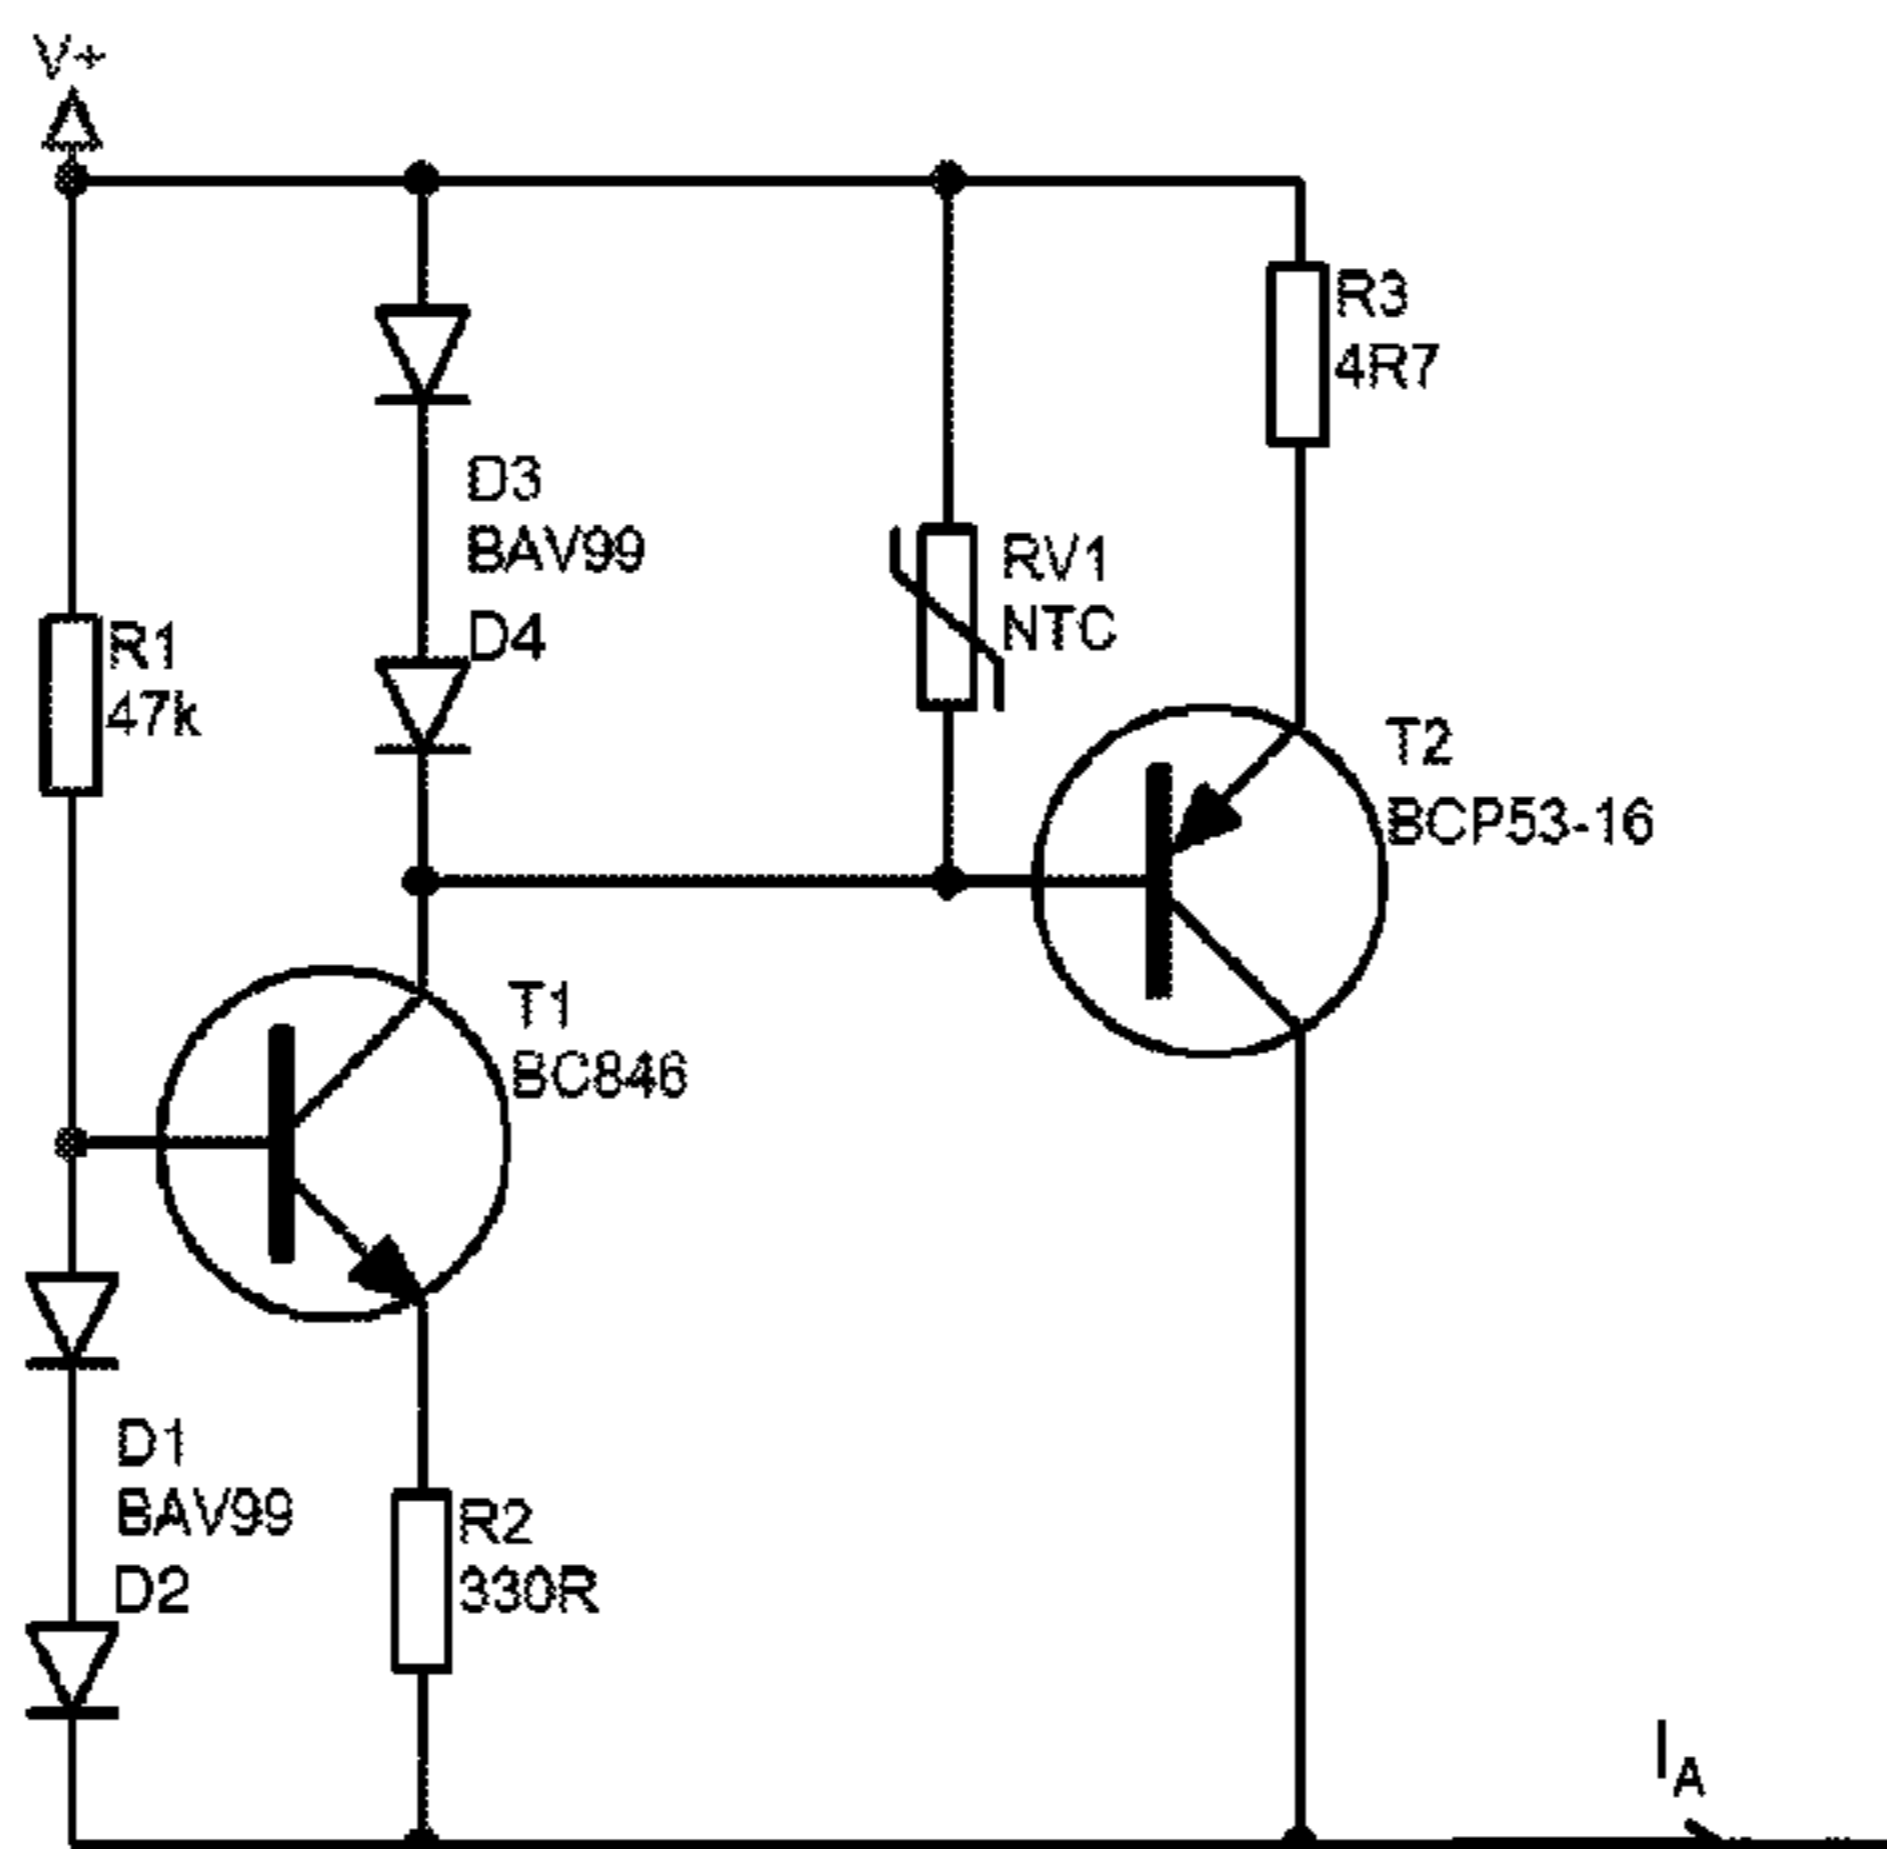 V+
R3
4R7
D3
BAV99
D4
RV1
NTC
R1
47k
T2
BCP53-16
T1
BC846
D1
BAV99
D2
R2
330R
IA